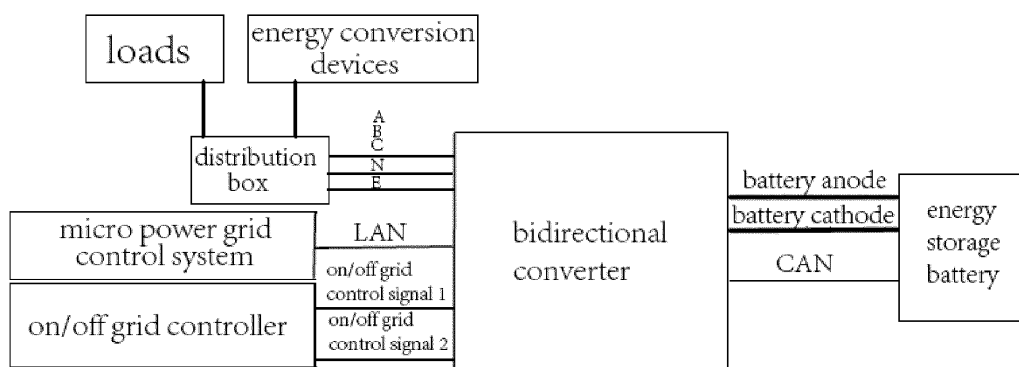 loads
energy conversion
devices
A
B
C
N
E
distribution
box
battery anode
battery cathode
CAN
energy
storage
battery
bidirectional
converter
micro power grid
control system
LAN
on/off grid
control signal 1
on/off grid controller
on/off grid
control signal 2